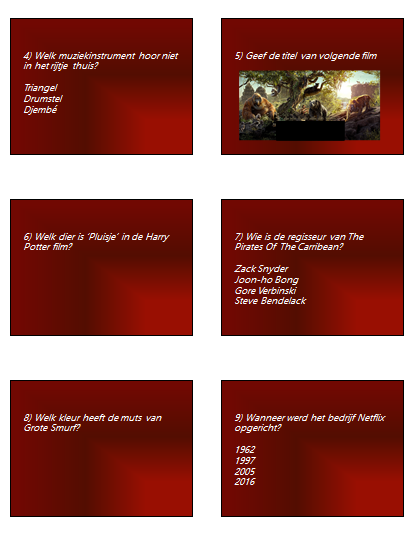 4) Welk muziekinstrument hoor niet
in het rijtje thuis?
Triangel
Drumstel
Djembé
5) Geef de titel van volgende film
6) Welk dier is ‘Pluisje’ in de Harry
Potter film?
7) Wie is de regisseur van The
Pirates Of The Carribean?
Zack Snyder
Joon-ho Bong
Gore Verbinski
Steve Bendelack
8) Welk kleur heeft de muts van
Grote Smurf?
9) Wanneer werd het bedrijf Netflix
opgericht?
1962
1997
2005
2016